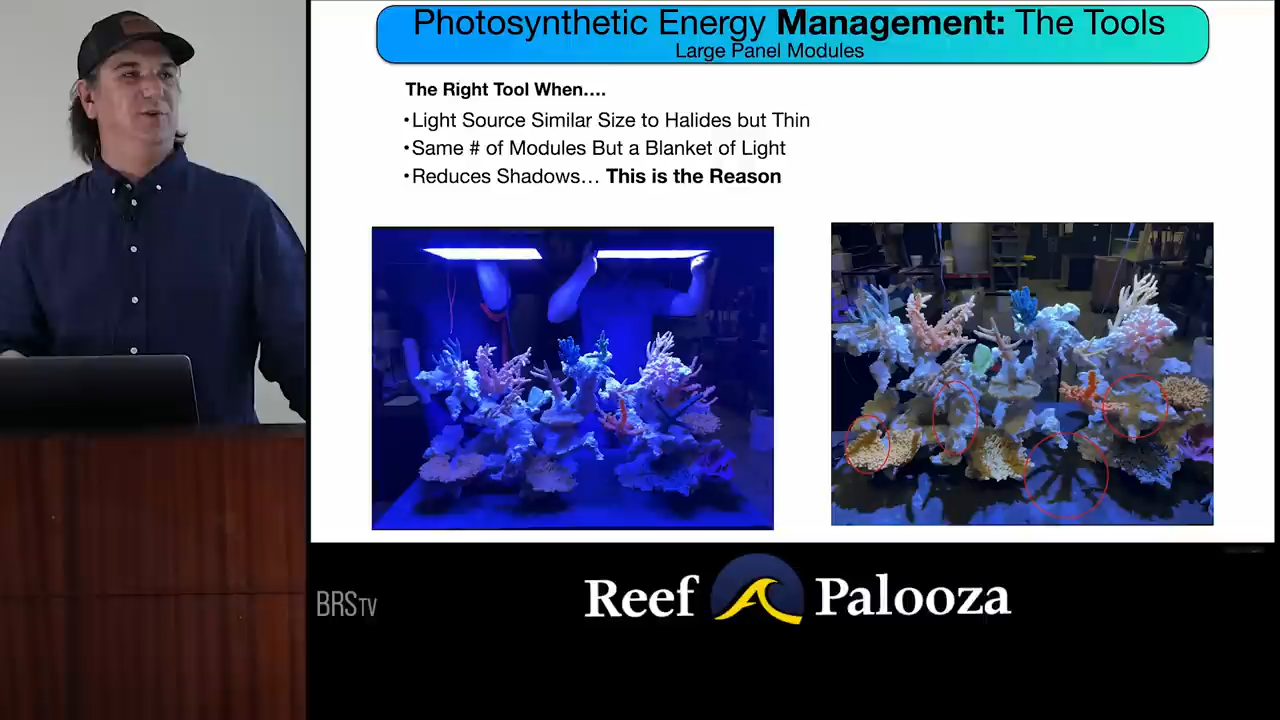 Photosynthetic Energy Management: The Tools
Large Panel Modules
The Right Tool When....
•Light Source Similar Size to Halides but Thin
•Same # of Modules But a Blanket of Light
•Reduces Shadows… This is the Reason
BRSTV
Reef Palooza